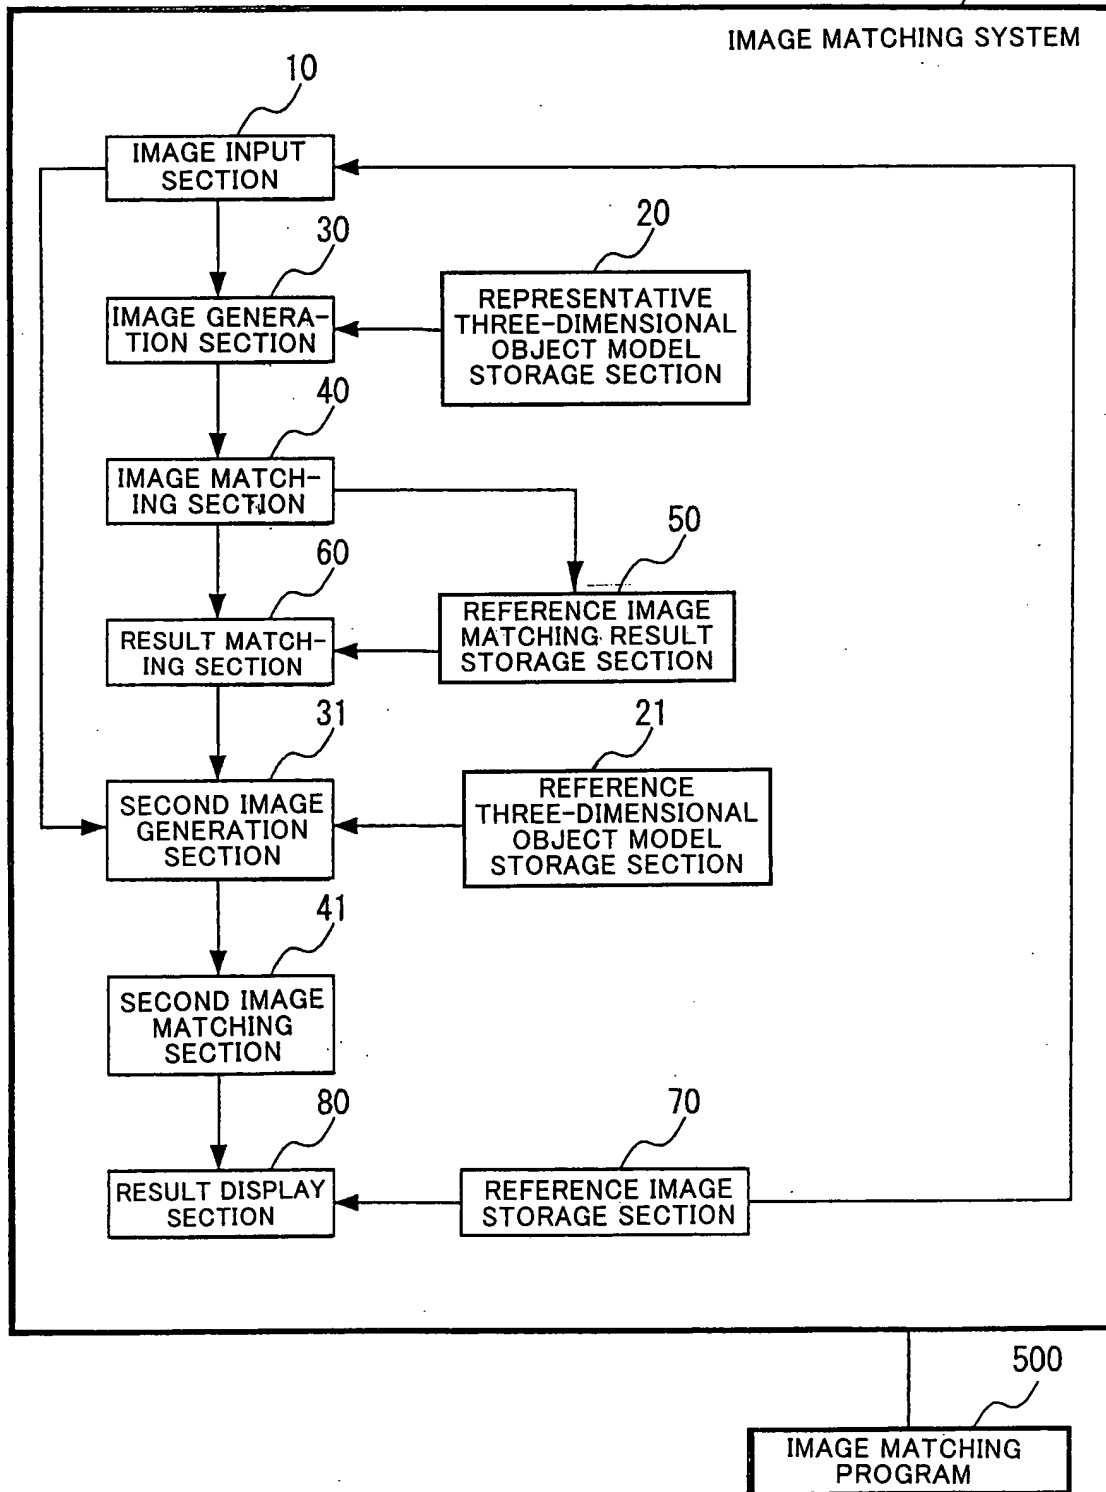 IMAGE MATCHING SYSTEM
10
IMAGE INPUT
SECTION
30
IMAGE GENERA-
TION SECTION
20
REPRESENTATIVE
THREE-DIMENSIONAL
OBJECT MODEL
STORAGE SECTION
40
IMAGE MATCH-
ING SECTION
50
REFERENCE IMAGE
MATCHING RESULT
STORAGE SECTION
60
RESULT MATCH-
ING SECTION
31
SECOND IMAGE
GENERATION
SECTION
21
REFERENCE
THREE-DIMENSIONAL
OBJECT MODEL
STORAGE SECTION
41
SECOND IMAGE
MATCHING
SECTION
80
RESULT DISPLAY
SECTION
70
REFERENCE IMAGE
STORAGE SECTION
500
IMAGE MATCHING
PROGRAM